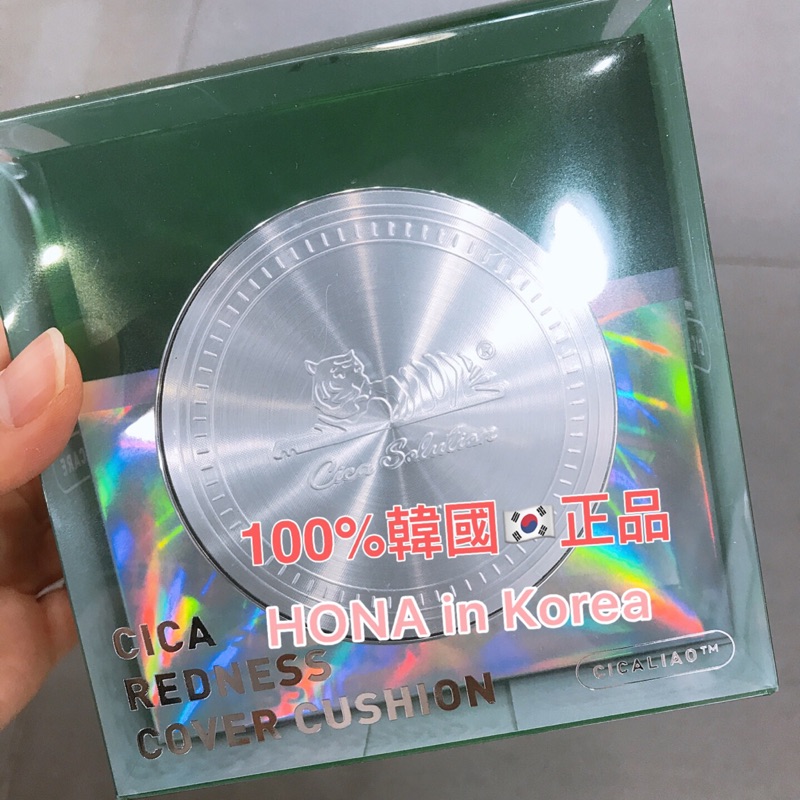 ®
Cica Solution
100%韓國🇰🇷正品
HONA in Korea
CICA
REDNESS
COVER CUSHION
CICALIAO™